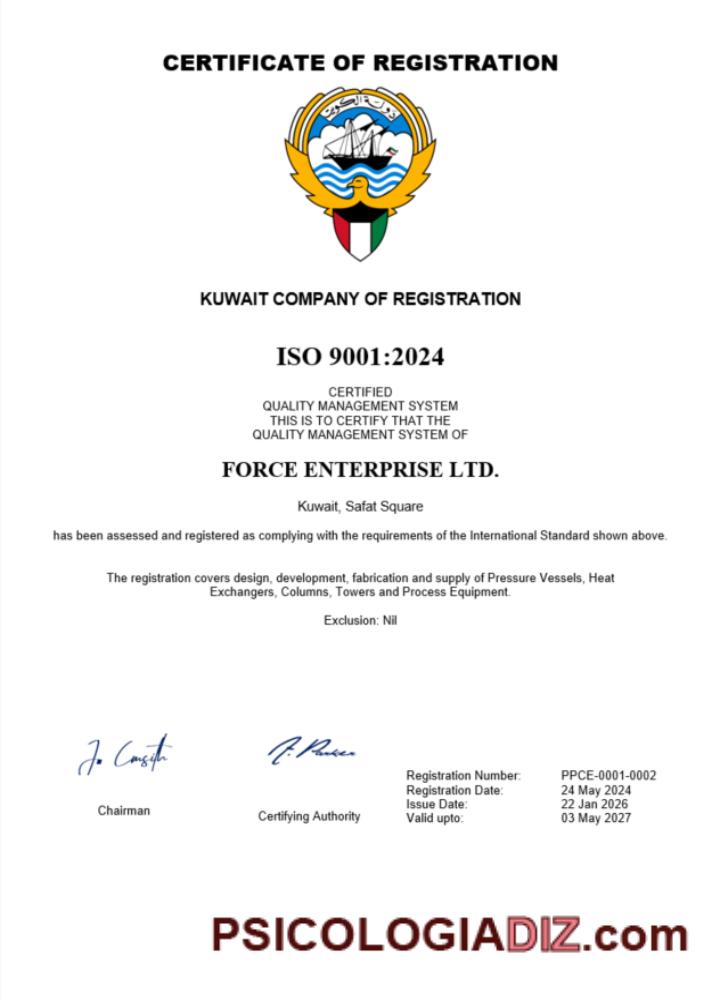 CERTIFICATE OF REGISTRATION
دولة الكويت
KUWAIT COMPANY OF REGISTRATION
ISO 9001:2024
CERTIFIED
QUALITY MANAGEMENT SYSTEM
THIS IS TO CERTIFY THAT THE
QUALITY MANAGEMENT SYSTEM OF
FORCE ENTERPRISE LTD.
Kuwait, Safat Square
has been assessed and registered as complying with the requirements of the International Standard shown above.
The registration covers design, development, fabrication and supply of Pressure Vessels, Heat
Exchangers, Columns, Towers and Process Equipment.
Exclusion: Nil
Chairman
Certifying Authority
Registration Number: PPCE-0001-0002
Registration Date: 24 May 2024
Issue Date: 22 Jan 2026
Valid upto: 03 May 2027
PSICOLOGIADIZ.com